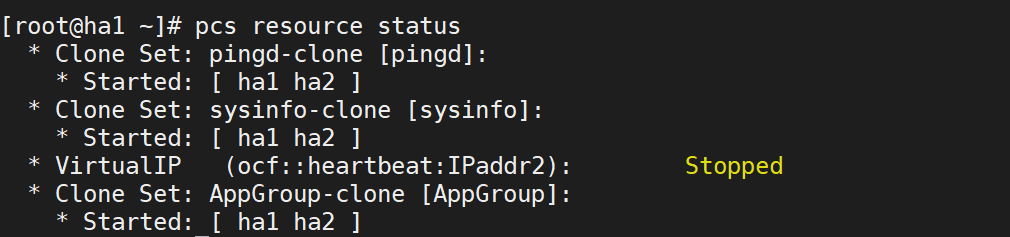 [root@ha1 ~]# pcs resource status
  * Clone Set: pingd-clone [pingd]:
    * Started: [ ha1 ha2 ]
  * Clone Set: sysinfo-clone [sysinfo]:
    * Started: [ ha1 ha2 ]
  * VirtualIP   (ocf::heartbeat:IPaddr2):        Stopped
  * Clone Set: AppGroup-clone [AppGroup]:
    * Started: [ ha1 ha2 ]